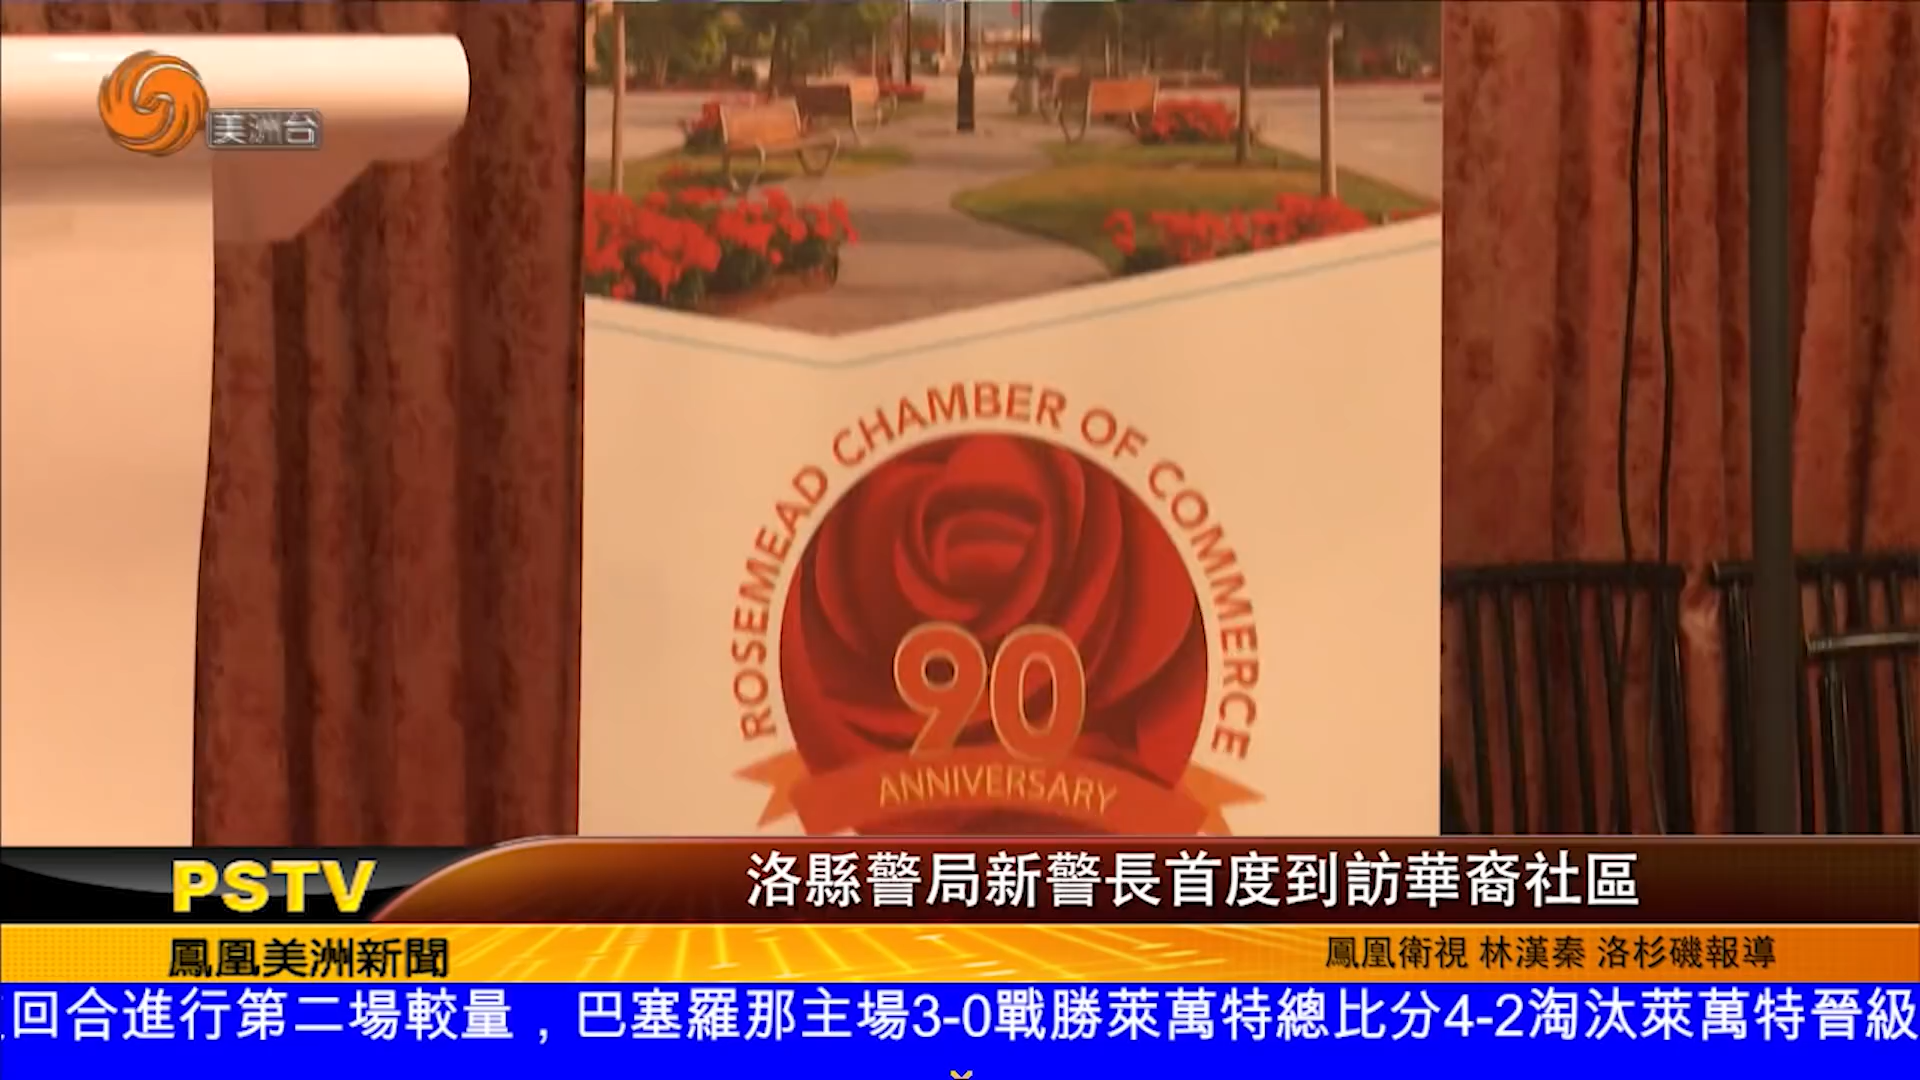 美洲台
ROSEMEAD CHAMBER OF COMMERCE
90
ANNIVERSARY
PSTV
洛縣警局新警長首度到訪華裔社區
鳳凰美洲新聞
鳳凰衛視 林漢秦 洛杉磯報導
回合進行第二場較量，巴塞羅那主場3-0戰勝萊萬特總比分4-2淘汰萊萬特晉級